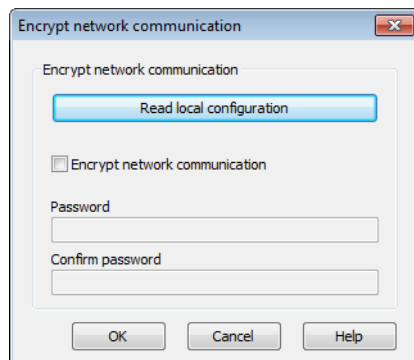 Encrypt network communication
Encrypt network communication
Read local configuration
Encrypt network communication
Password
Confirm password
OK Cancel Help